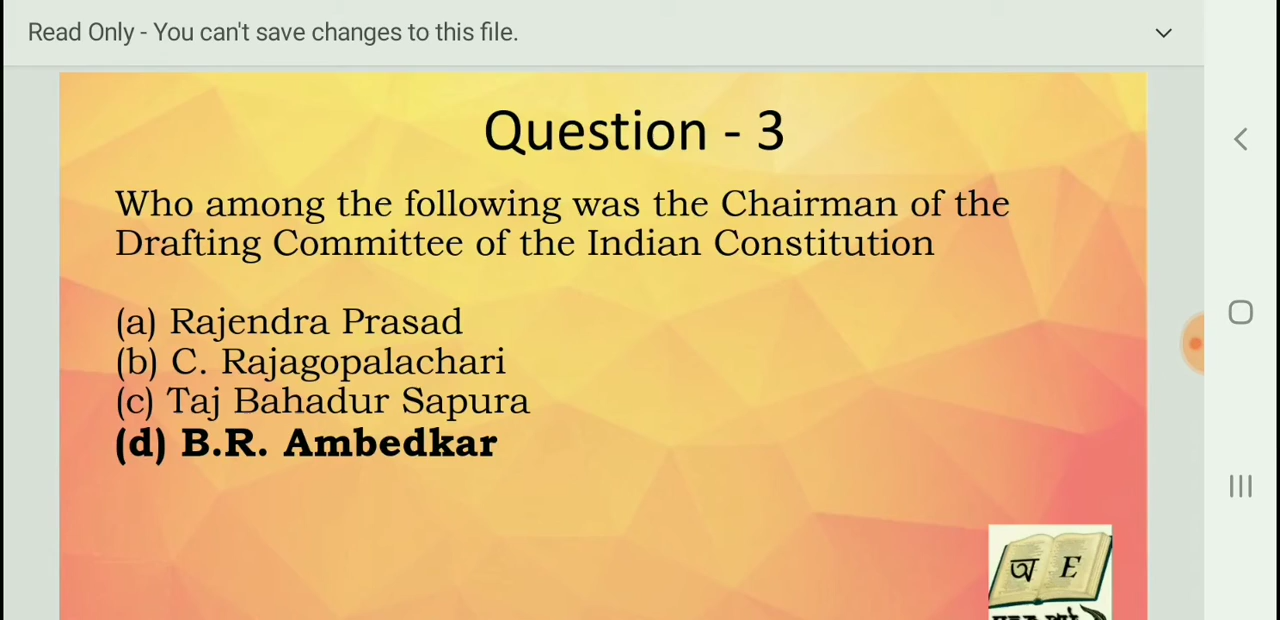 Read Only - You can't save changes to this file.
Question - 3
Who among the following was the Chairman of the
Drafting Committee of the Indian Constitution
(a) Rajendra Prasad
(b) C. Rajagopalachari
(c) Taj Bahadur Sapura
(d) B.R. Ambedkar
অ E